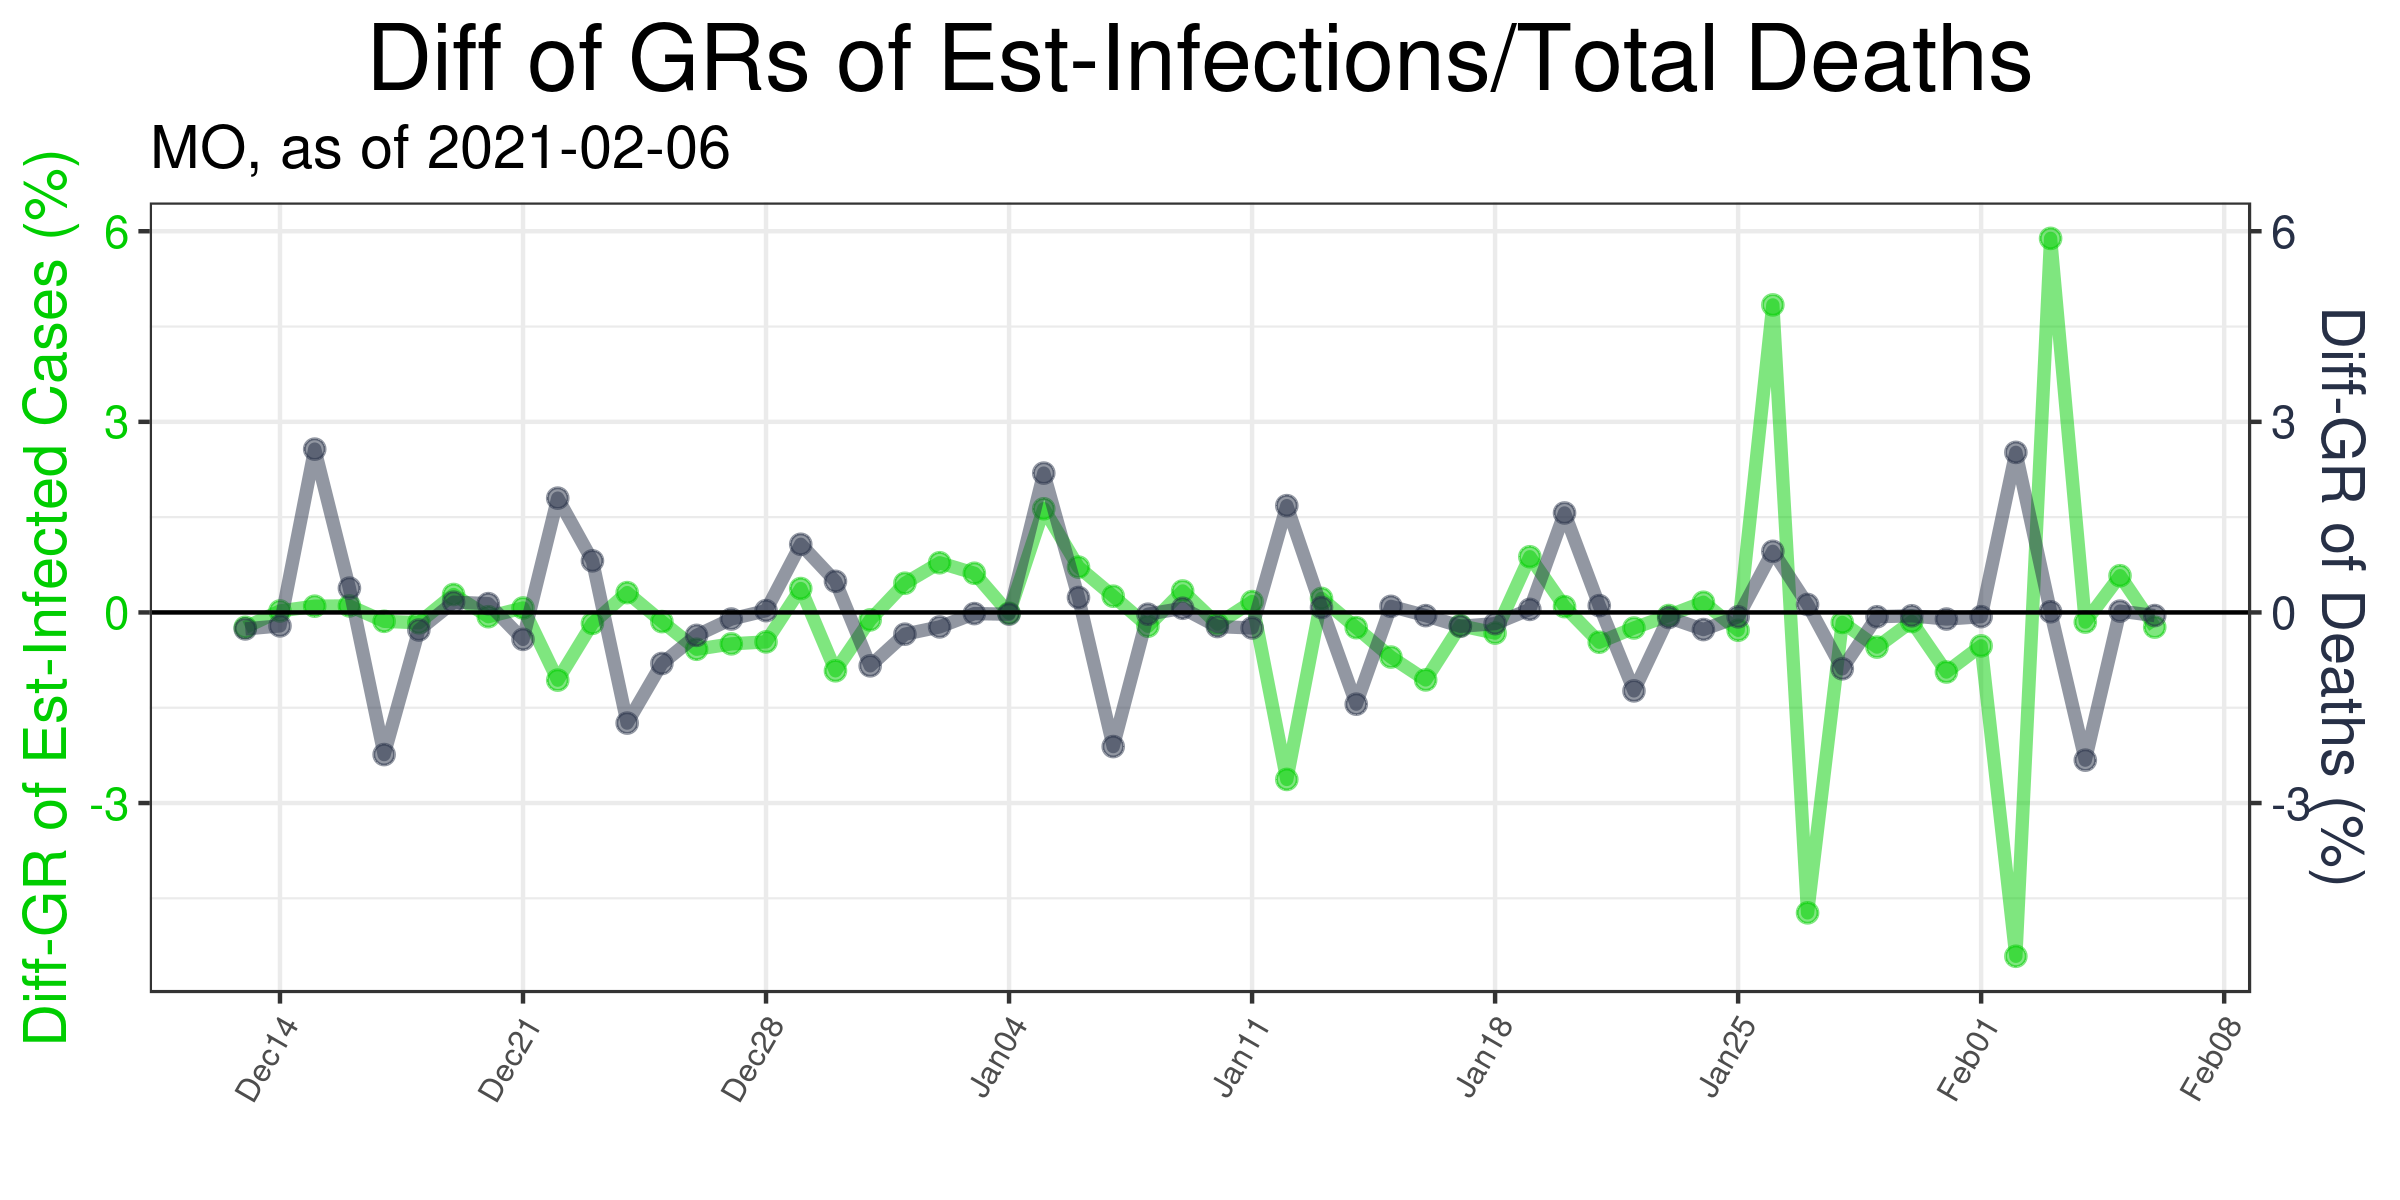 Diff of GRs of Est-Infections/Total Deaths
MO, as of 2021-02-06
Diff-GR of Est-Infected Cases (%)
6
3
0
-3
6
3
0
-3
Diff-GR of Deaths (%)
Dec14
Dec21
Dec28
Jan04
Jan11
Jan18
Jan25
Feb01
Feb08